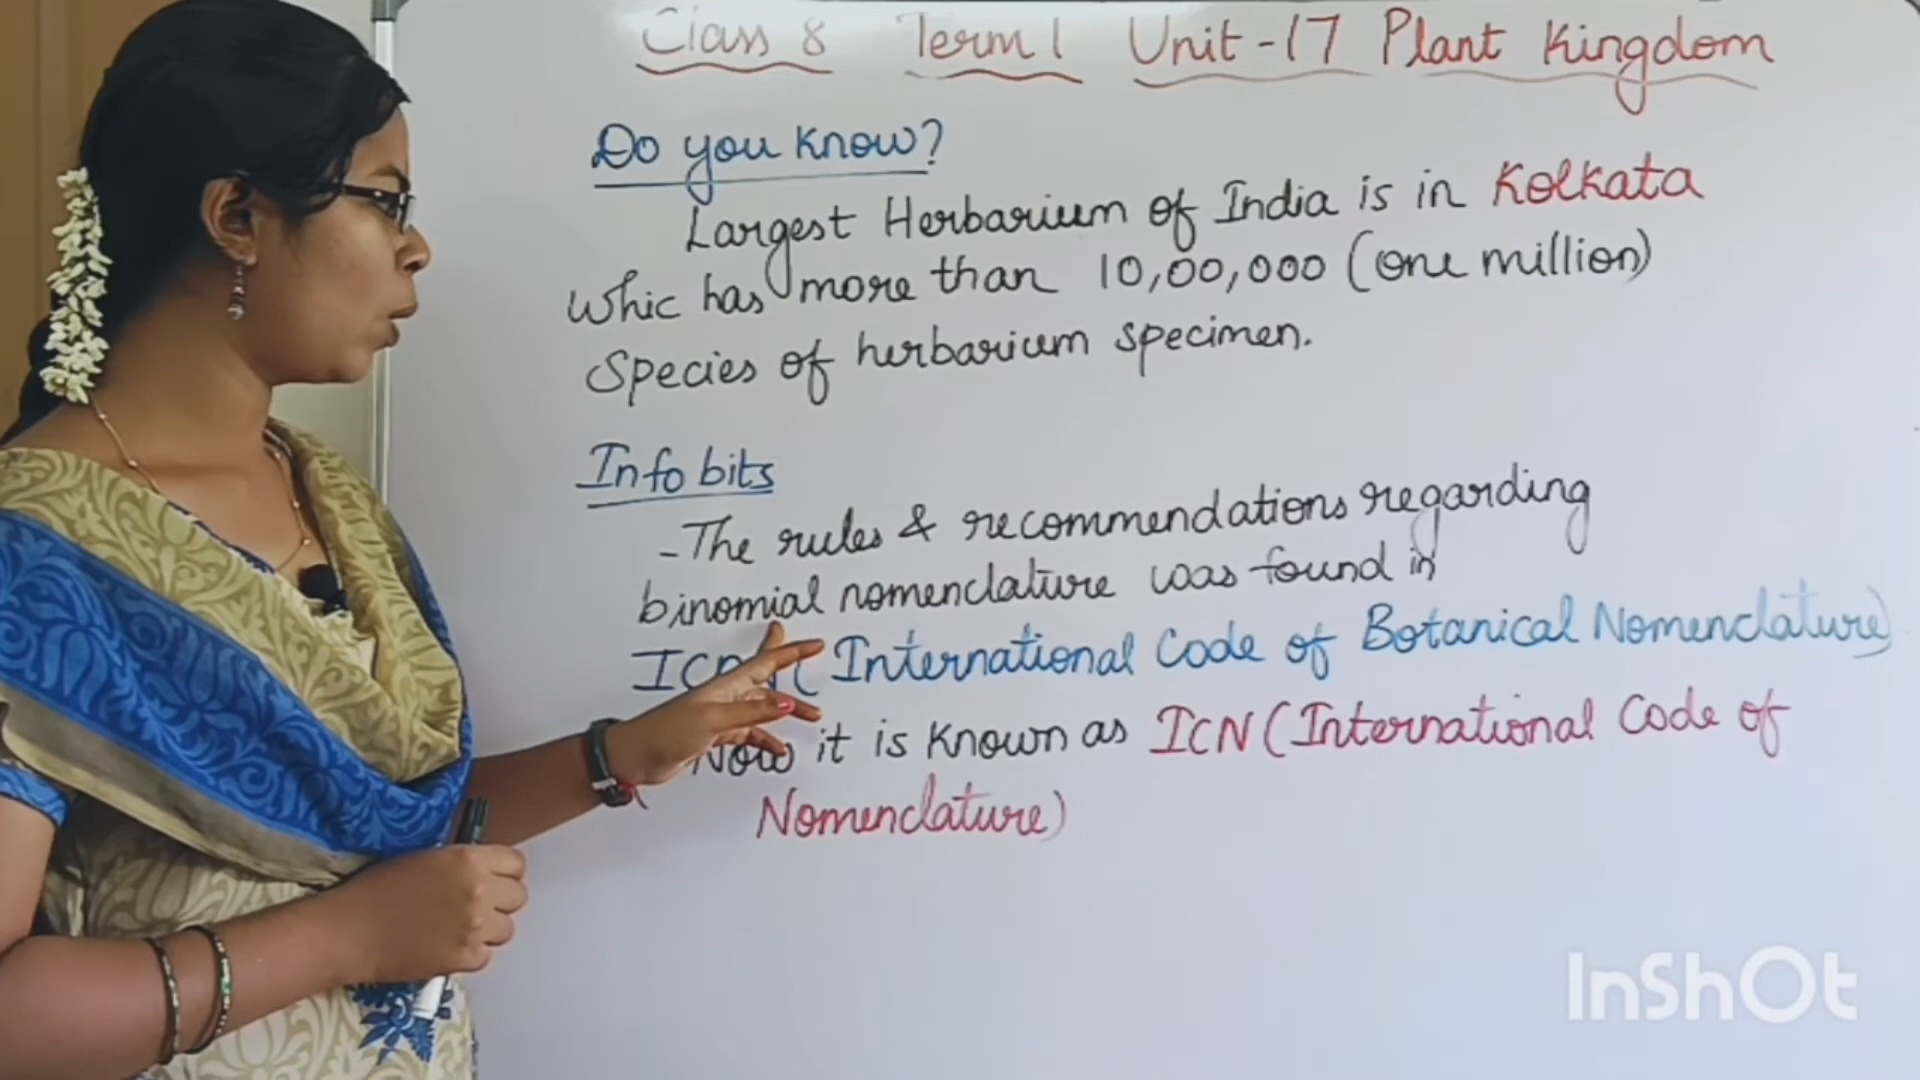 Class 8 Term 1 Unit-17 Plant Kingdom
Do you know?
Largest Herbarium of India is in Kolkata
Whic has more than 10,00,000 (one million)
Species of herbarium specimen.
Info bits
-The rules & recommendations regarding
binomial nomenclature was found in
(International Code of Botanical Nomenclature)
Now it is known as ICN (International Code of
Nomenclature)
InShOt